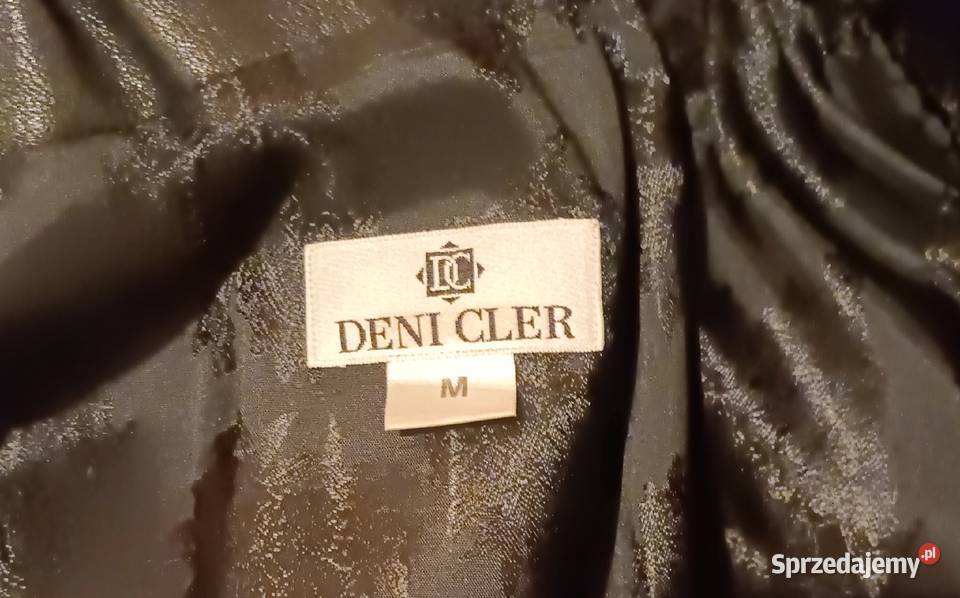 DC
DENI CLER
M
Sprzedajemy.pl